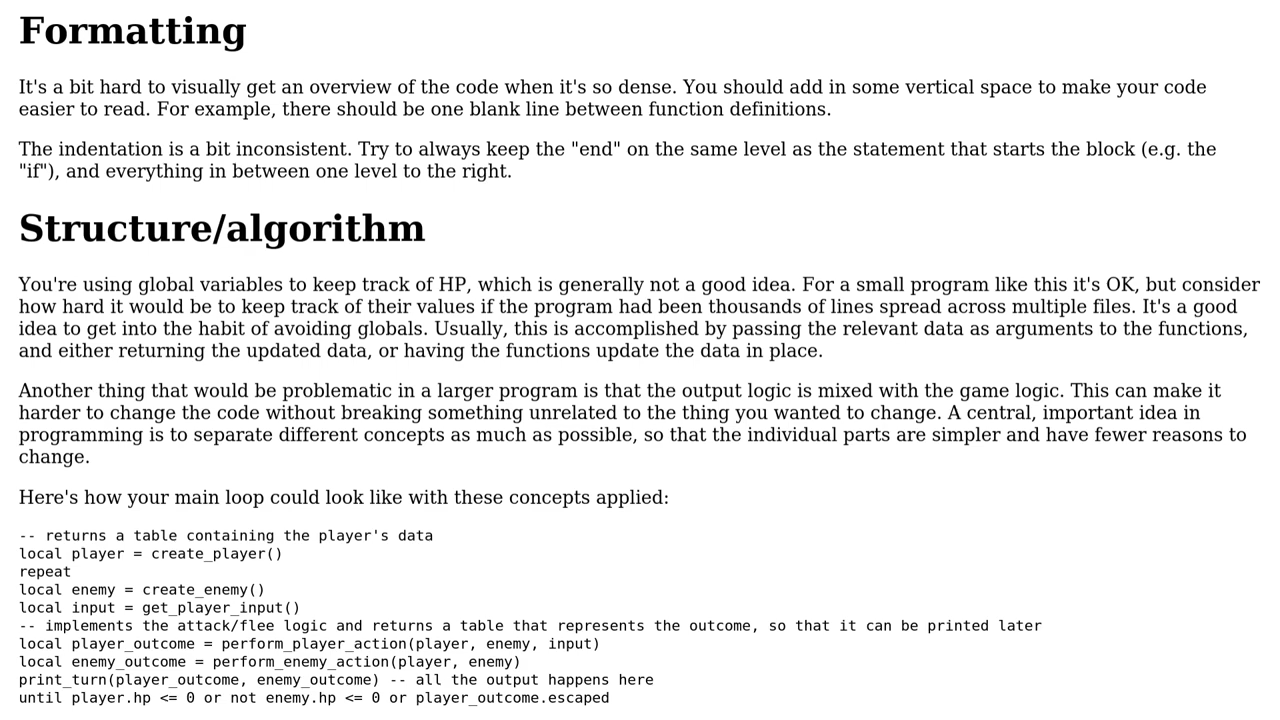 Formatting
It's a bit hard to visually get an overview of the code when it's so dense. You should add in some vertical space to make your code
easier to read. For example, there should be one blank line between function definitions.
The indentation is a bit inconsistent. Try to always keep the "end" on the same level as the statement that starts the block (e.g. the
"if"), and everything in between one level to the right.
Structure/algorithm
You're using global variables to keep track of HP, which is generally not a good idea. For a small program like this it's OK, but consider
how hard it would be to keep track of their values if the program had been thousands of lines spread across multiple files. It's a good
idea to get into the habit of avoiding globals. Usually, this is accomplished by passing the relevant data as arguments to the functions,
and either returning the updated data, or having the functions update the data in place.
Another thing that would be problematic in a larger program is that the output logic is mixed with the game logic. This can make it
harder to change the code without breaking something unrelated to the thing you wanted to change. A central, important idea in
programming is to separate different concepts as much as possible, so that the individual parts are simpler and have fewer reasons to
change.
Here's how your main loop could look like with these concepts applied:
-- returns a table containing the player's data
local player = create_player()
repeat
local enemy = create_enemy()
local input = get_player_input()
-- implements the attack/flee logic and returns a table that represents the outcome, so that it can be printed later
local player_outcome = perform_player_action(player, enemy, input)
local enemy_outcome = perform_enemy_action(player, enemy)
print_turn(player_outcome, enemy_outcome) -- all the output happens here
until player.hp <= 0 or not enemy.hp <= 0 or player_outcome.escaped